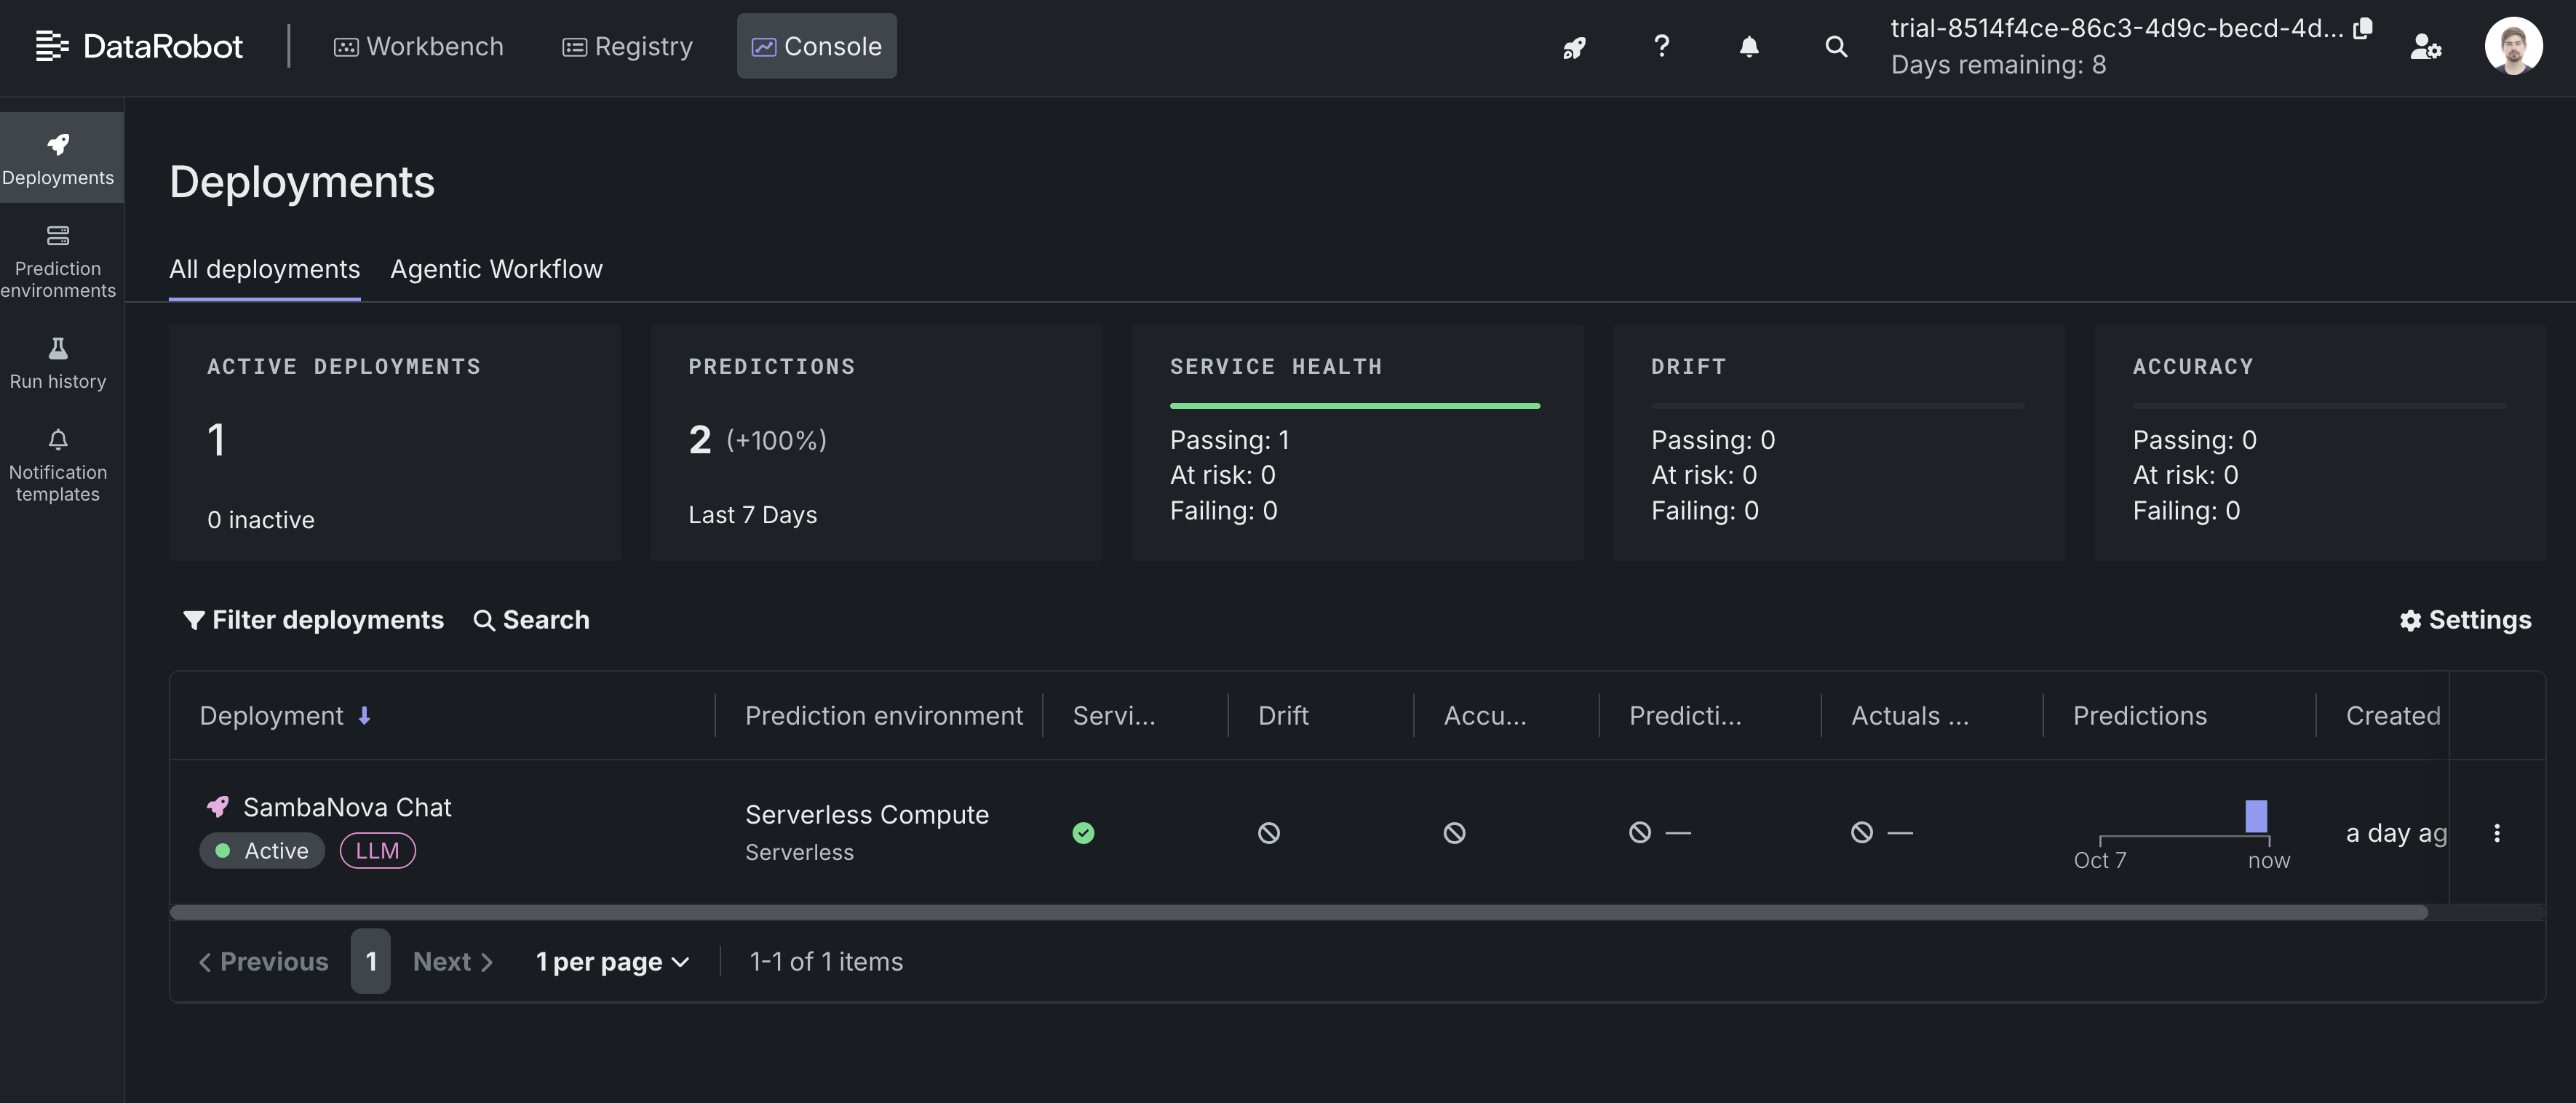 DataRobot
Workbench
Registry
Console
trial-8514f4ce-86c3-4d9c-becd-4d...
Days remaining: 8
Deployments
Prediction
environments
Run history
Notification
templates
Deployments
All deployments
Agentic Workflow
ACTIVE DEPLOYMENTS
1
0 inactive
PREDICTIONS
2 (+100%)
Last 7 Days
SERVICE HEALTH
Passing: 1
At risk: 0
Failing: 0
DRIFT
Passing: 0
At risk: 0
Failing: 0
ACCURACY
Passing: 0
At risk: 0
Failing: 0
Filter deployments
Search
Settings
Deployment
Prediction environment
Servi...
Drift
Accu...
Predicti...
Actuals ...
Predictions
Created
SambaNova Chat
Active
LLM
Serverless Compute
Serverless
—
—
Oct 7
now
a day ag
Previous
1
Next
1 per page
1-1 of 1 items